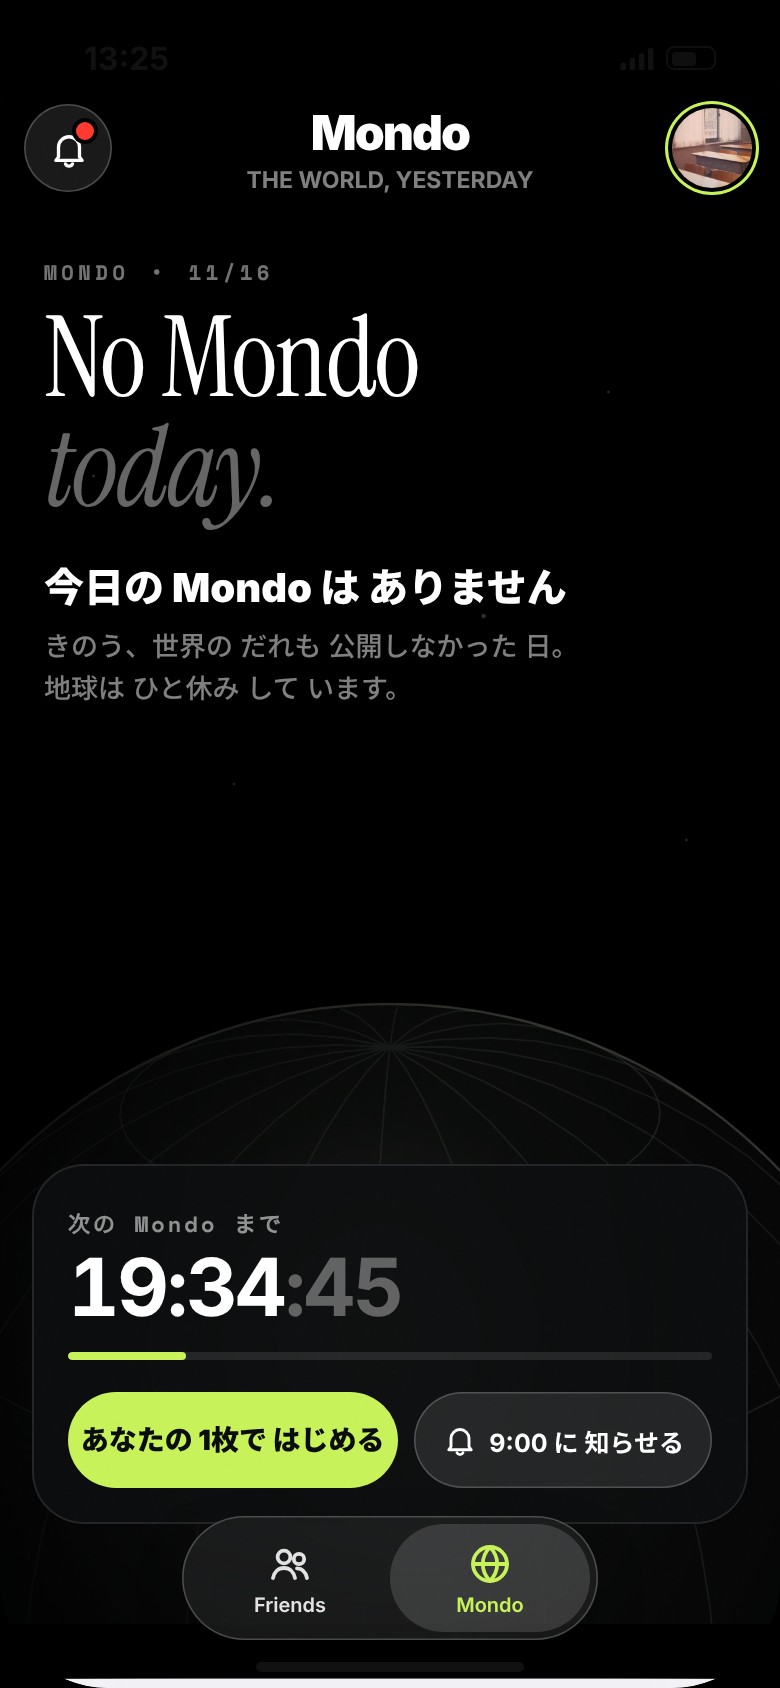 13:25
Mondo
THE WORLD, YESTERDAY
MONDO • 11/16
No Mondo
today.
今日の Mondo は ありません
きのう、世界の だれも 公開しなかった 日。
地球は ひと休み して います。
次の Mondo まで
19:34:45
あなたの 1枚で はじめる
9:00 に 知らせる
Friends
Mondo